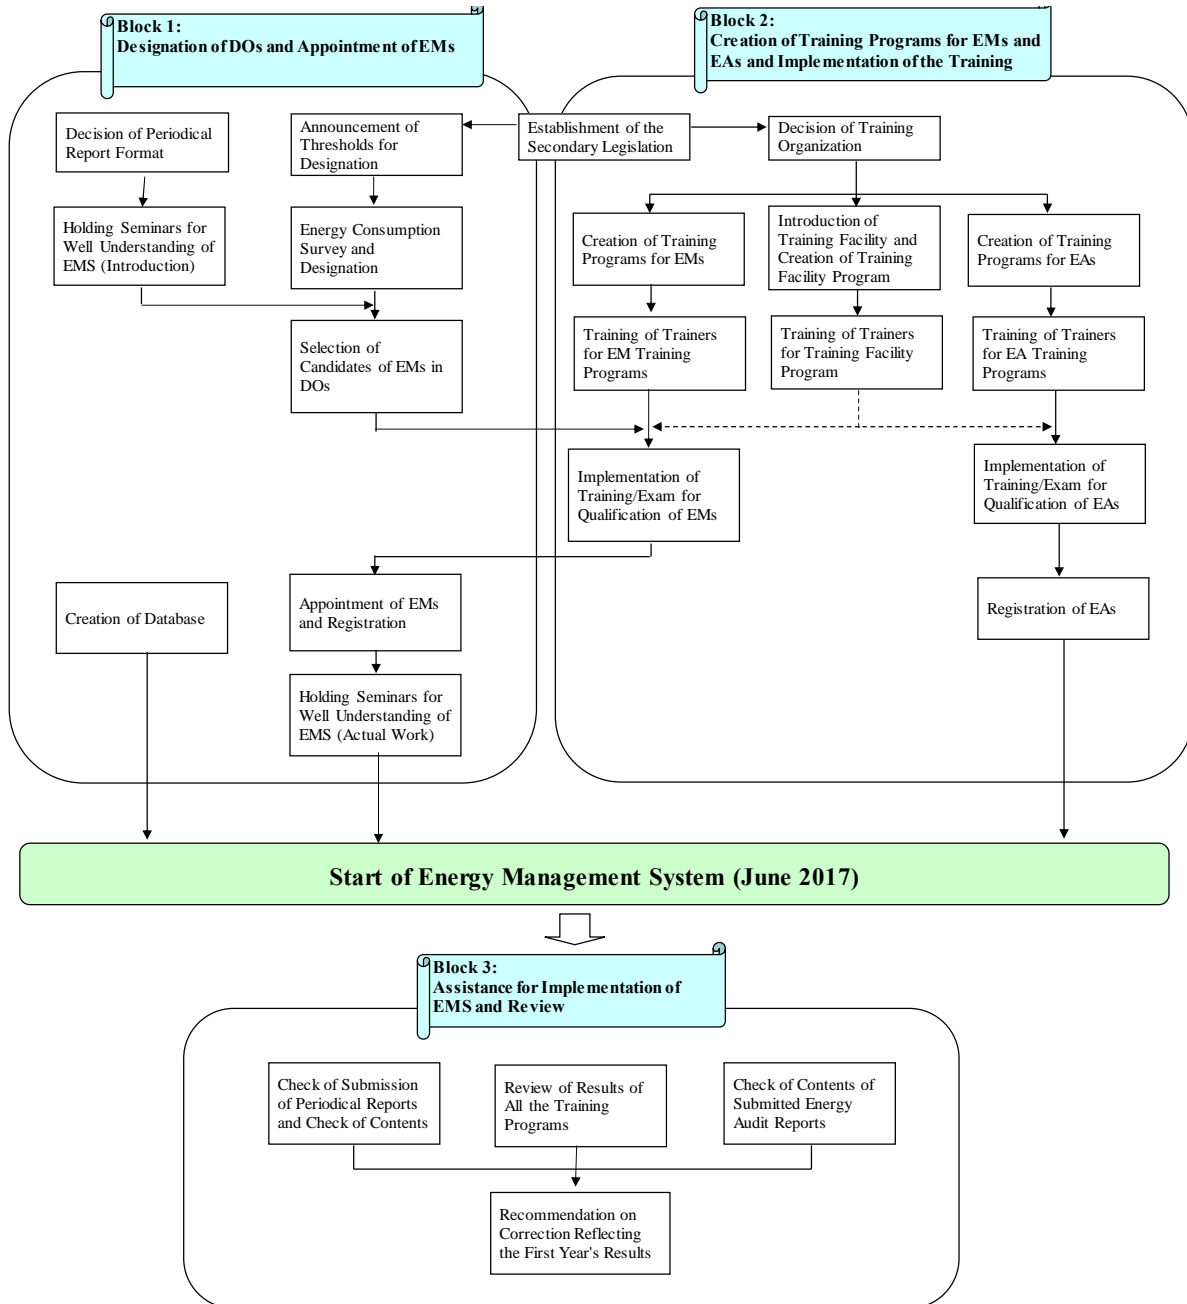 Block 1:
Designation of DOs and Appointment of EMs
Block 2:
Creation of Training Programs for EMs and
EAs and Implementation of the Training
Decision of Periodical
Report Format
Announcement of
Thresholds for
Designation
Establishment of the
Secondary Legislation
Decision of Training
Organization
Holding Seminars for
Well Understanding of
EMS (Introduction)
Energy Consumption
Survey and
Designation
Creation of Training
Programs for EMs
Introduction of
Training Facility and
Creation of Training
Facility Program
Creation of Training
Programs for EAs
Selection of
Candidates of EMs in
DOs
Training of Trainers
for EM Training
Programs
Training of Trainers
for Training Facility
Program
Training of Trainers
for EA Training
Programs
Implementation of
Training/Exam for
Qualification of EMs
Implementation of
Training/Exam for
Qualification of EAs
Creation of Database
Appointment of EMs
and Registration
Registration of EAs
Holding Seminars for
Well Understanding of
EMS (Actual Work)
Start of Energy Management System (June 2017)
Block 3:
Assistance for Implementation of
EMS and Review
Check of Submission
of Periodical Reports
and Check of Contents
Review of Results of
All the Training
Programs
Check of Contents of
Submitted Energy
Audit Reports
Recommendation on
Correction Reflecting
the First Year's Results